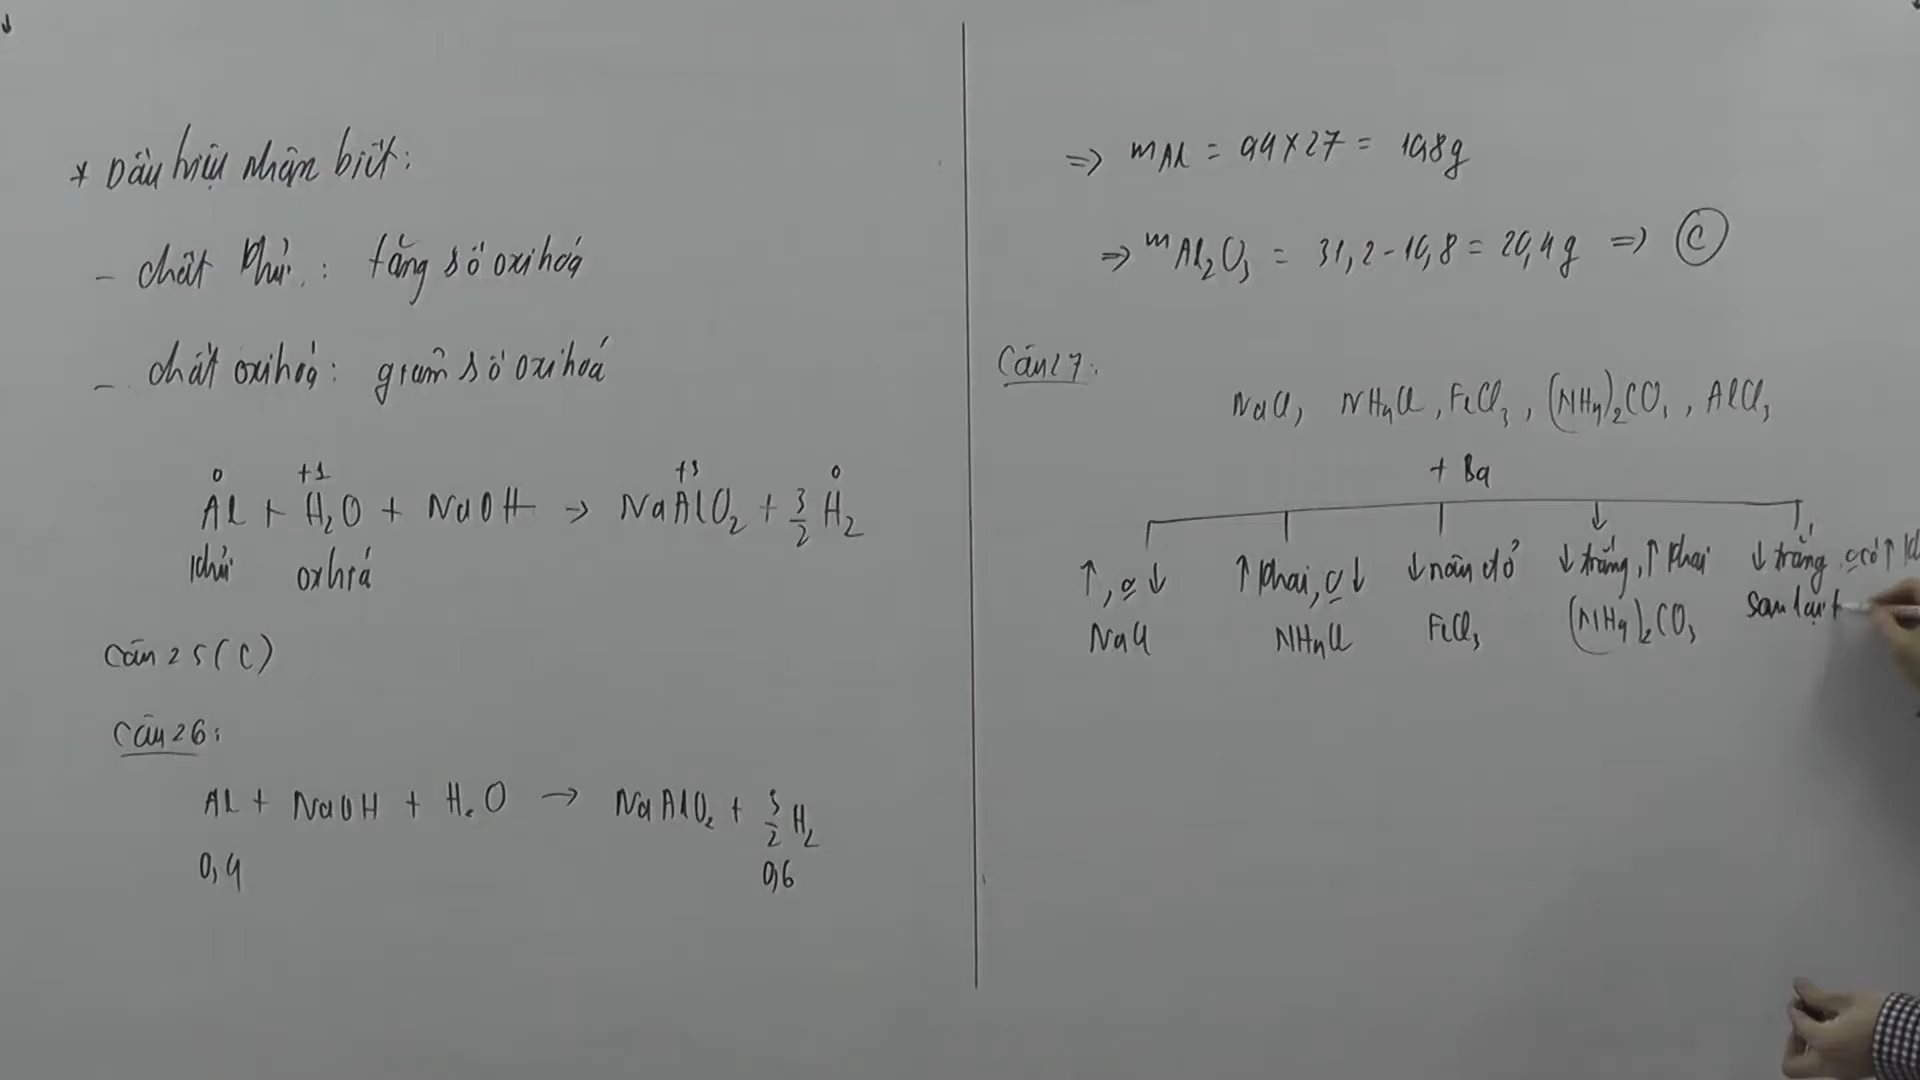 * Dấu hiệu nhận biết:
- chất khử : tăng số oxi hoá
- chất oxi hoá : giảm số oxi hoá
0 +1 +3 0
Al + H₂O + NaOH → NaAlO₂ + 3/2 H₂
khử oxhoá
Câu 25 (C)
Câu 26:
Al + NaOH + H₂O → NaAlO₂ + 3/2 H₂
0,4 0,6
=> mAl = 0,4 x 27 = 10,8g
=> mAl₂O₃ = 31,2 - 10,8 = 20,4g => C
Câu 27:
NaCl, NH₄Cl, FeCl₃, (NH₄)₂CO₃, AlCl₃
+ Ba
↑, o ↓ ↑ khai, o ↓ ↓ nâu đỏ ↓ trắng, ↑ khai ↓ trắng, o có ↑
NaCl NH₄Cl FeCl₃ (NH₄)₂CO₃ sau lại